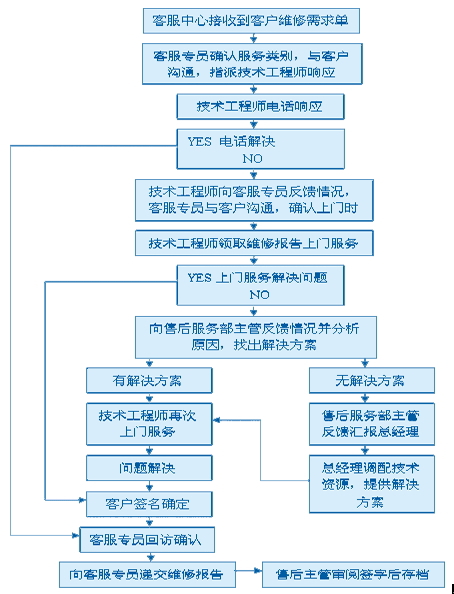 客服中心接收到客户维修需求单
客服专员确认服务类别，与客户
沟通，指派技术工程师响应
技术工程师电话响应
YES 电话解决
NO
技术工程师向客服专员反馈情况，
客服专员与客户沟通，确认上门时
技术工程师领取维修报告上门服务
YES上门服务解决问题
NO
向售后服务部主管反馈情况并分析
原因，找出解决方案
有解决方案
无解决方案
技术工程师再次
上门服务
售后服务部主管
反馈汇报总经理
问题解决
总经理调配技术
资源，提供解决
方案
客户签名确定
客服专员回访确认
向客服专员递交维修报告
售后主管审阅签字后存档